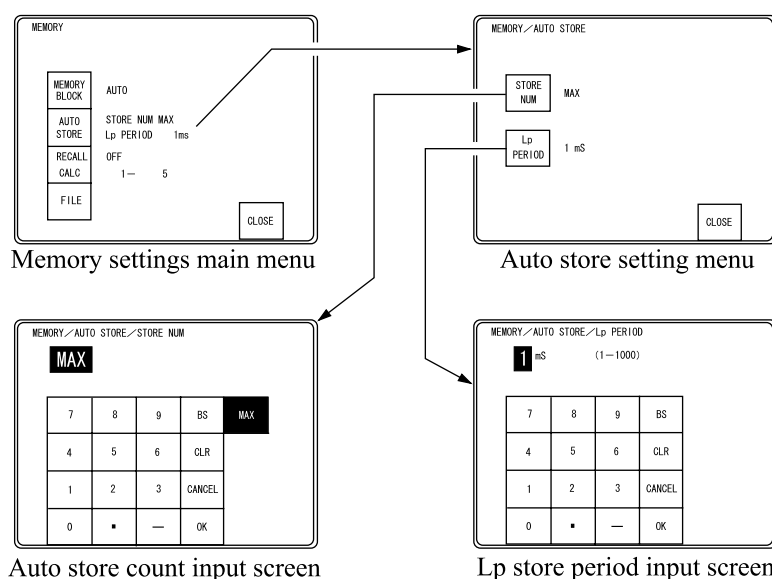 MEMORY
MEMORY BLOCK AUTO
AUTO STORE STORE NUM MAX
Lp PERIOD 1ms
RECALL OFF
CALC 1— 5
FILE
CLOSE
Memory settings main menu
MEMORY／AUTO STORE
STORE NUM MAX
Lp PERIOD 1 mS
CLOSE
Auto store setting menu
MEMORY／AUTO STORE／STORE NUM
MAX
7 8 9 BS MAX
4 5 6 CLR
1 2 3 CANCEL
0 ▪ — OK
Auto store count input screen
MEMORY／AUTO STORE／Lp PERIOD
1 mS (1—1000)
7 8 9 BS
4 5 6 CLR
1 2 3 CANCEL
0 ▪ — OK
Lp store period input screen